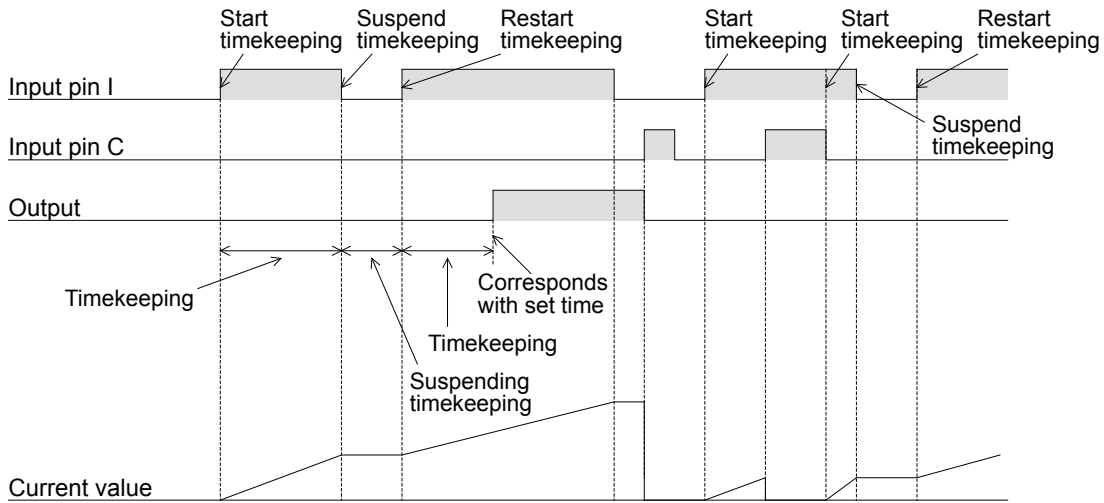 Start
timekeeping
Suspend
timekeeping
Restart
timekeeping
Start
timekeeping
Start
timekeeping
Restart
timekeeping
Input pin I
Suspend
timekeeping
Input pin C
Output
Timekeeping
Corresponds
with set time
Timekeeping
Suspending
timekeeping
Current value